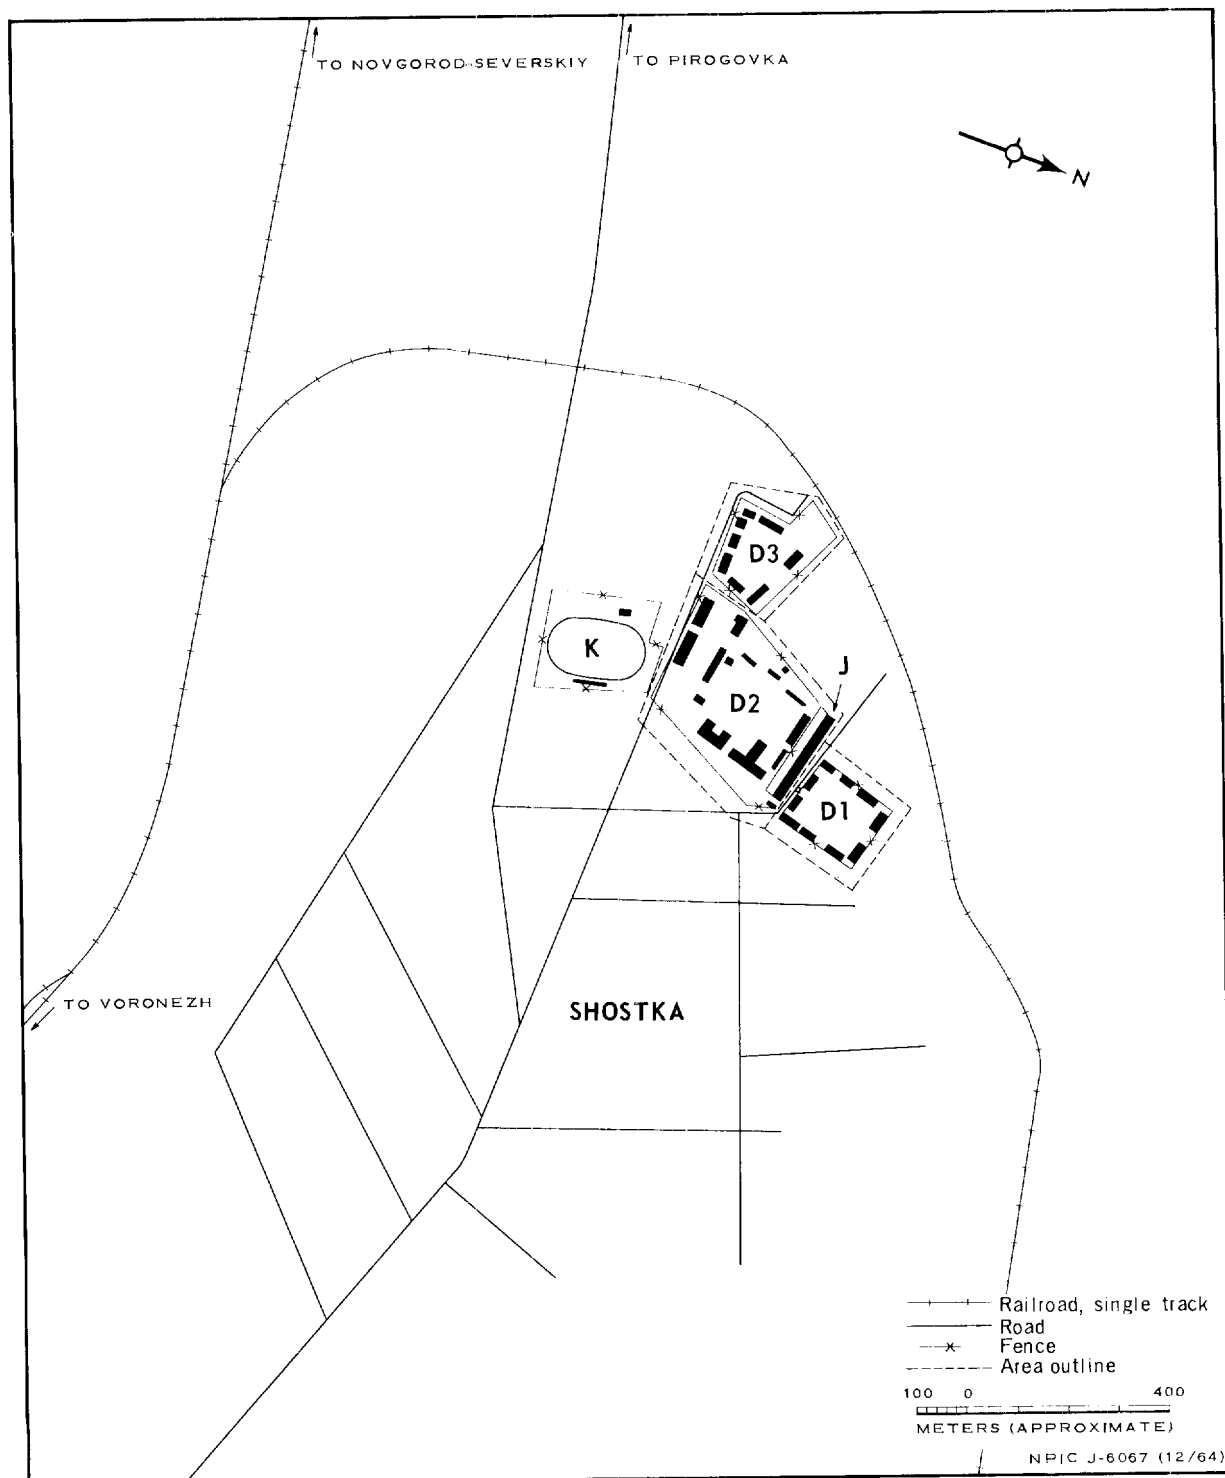 TO NOVGOROD-SEVERSKIY
TO PIROGOVKA
N
D3
K
J
D2
D1
TO VORONEZH
SHOSTKA
Railroad, single track
Road
Fence
Area outline
100 0 400
METERS (APPROXIMATE)
NPIC J-6067 (12/64)